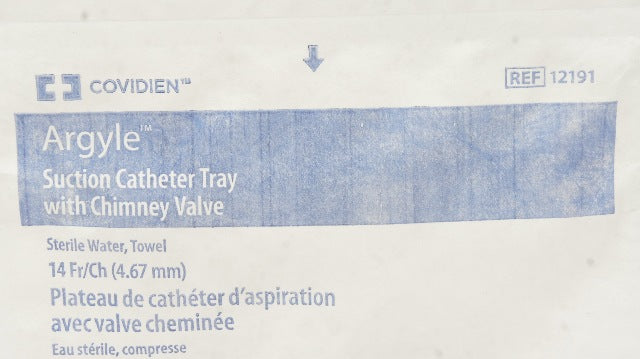 COVIDIEN™
REF 12191
Argyle™
Suction Catheter Tray
with Chimney Valve
Sterile Water, Towel
14 Fr/Ch (4.67 mm)
Plateau de cathéter d'aspiration
avec valve cheminée
Eau stérile, compresse